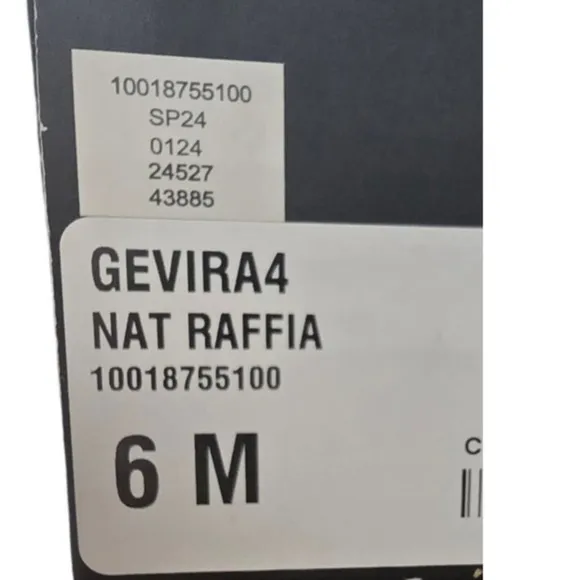 10018755100
SP24
0124
24527
43885
GEVIRA4
NAT RAFFIA
10018755100
6 M
C